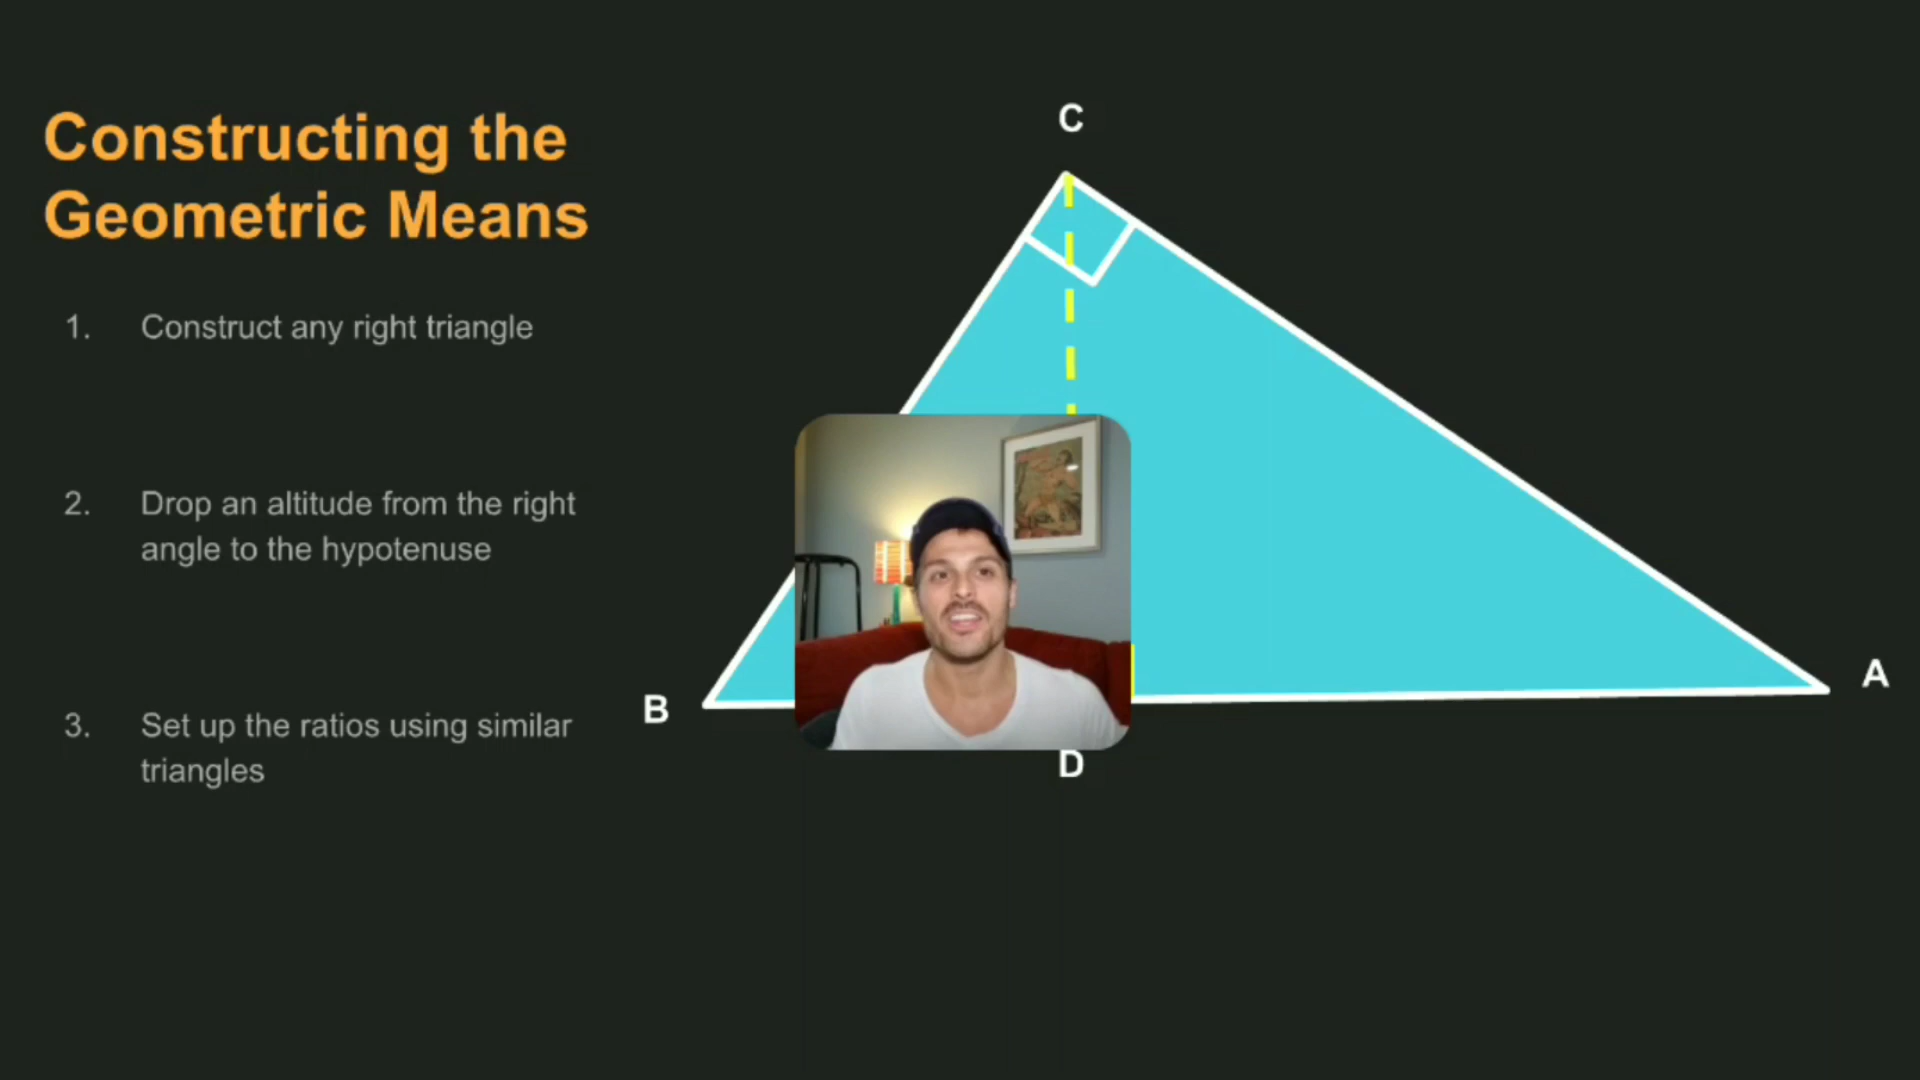 Constructing the
Geometric Means
1. Construct any right triangle
2. Drop an altitude from the right
angle to the hypotenuse
3. Set up the ratios using similar
triangles
C
B
A
D